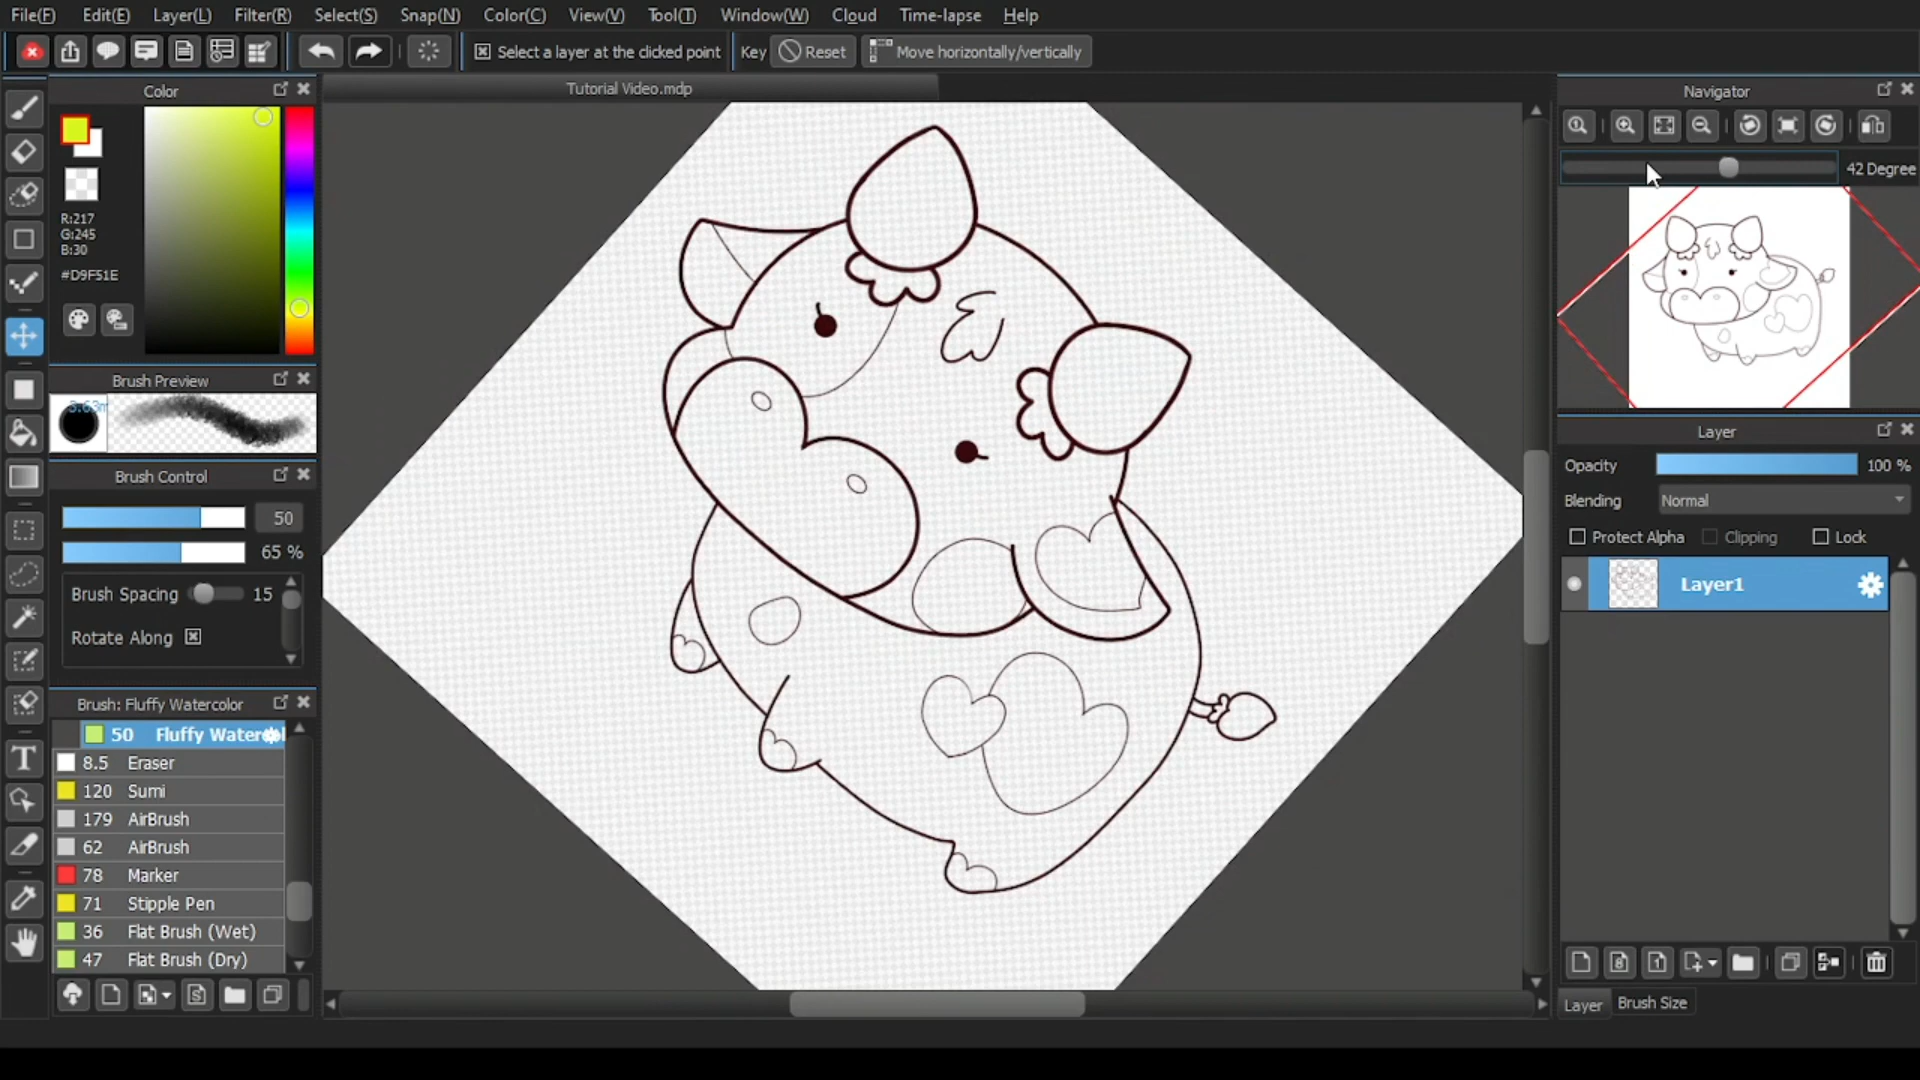 File(F) Edit(E) Layer(L) Filter(R) Select(S) Snap(N) Color(C) View(V) Tool(T) Window(W) Cloud Time-lapse Help
Select a layer at the clicked point Key Reset Move horizontally/vertically
Tutorial Video.mdp
Color
R:217
G:245
B:30
#D9F51E
Brush Preview
Brush Control
50
65 %
Brush Spacing 15
Rotate Along
Brush: Fluffy Watercolor
50 Fluffy Watercol
8.5 Eraser
120 Sumi
179 AirBrush
62 AirBrush
78 Marker
71 Stipple Pen
36 Flat Brush (Wet)
47 Flat Brush (Dry)
Navigator
42 Degree
Layer
Opacity 100 %
Blending Normal
Protect Alpha Clipping Lock
Layer1
Layer Brush Size